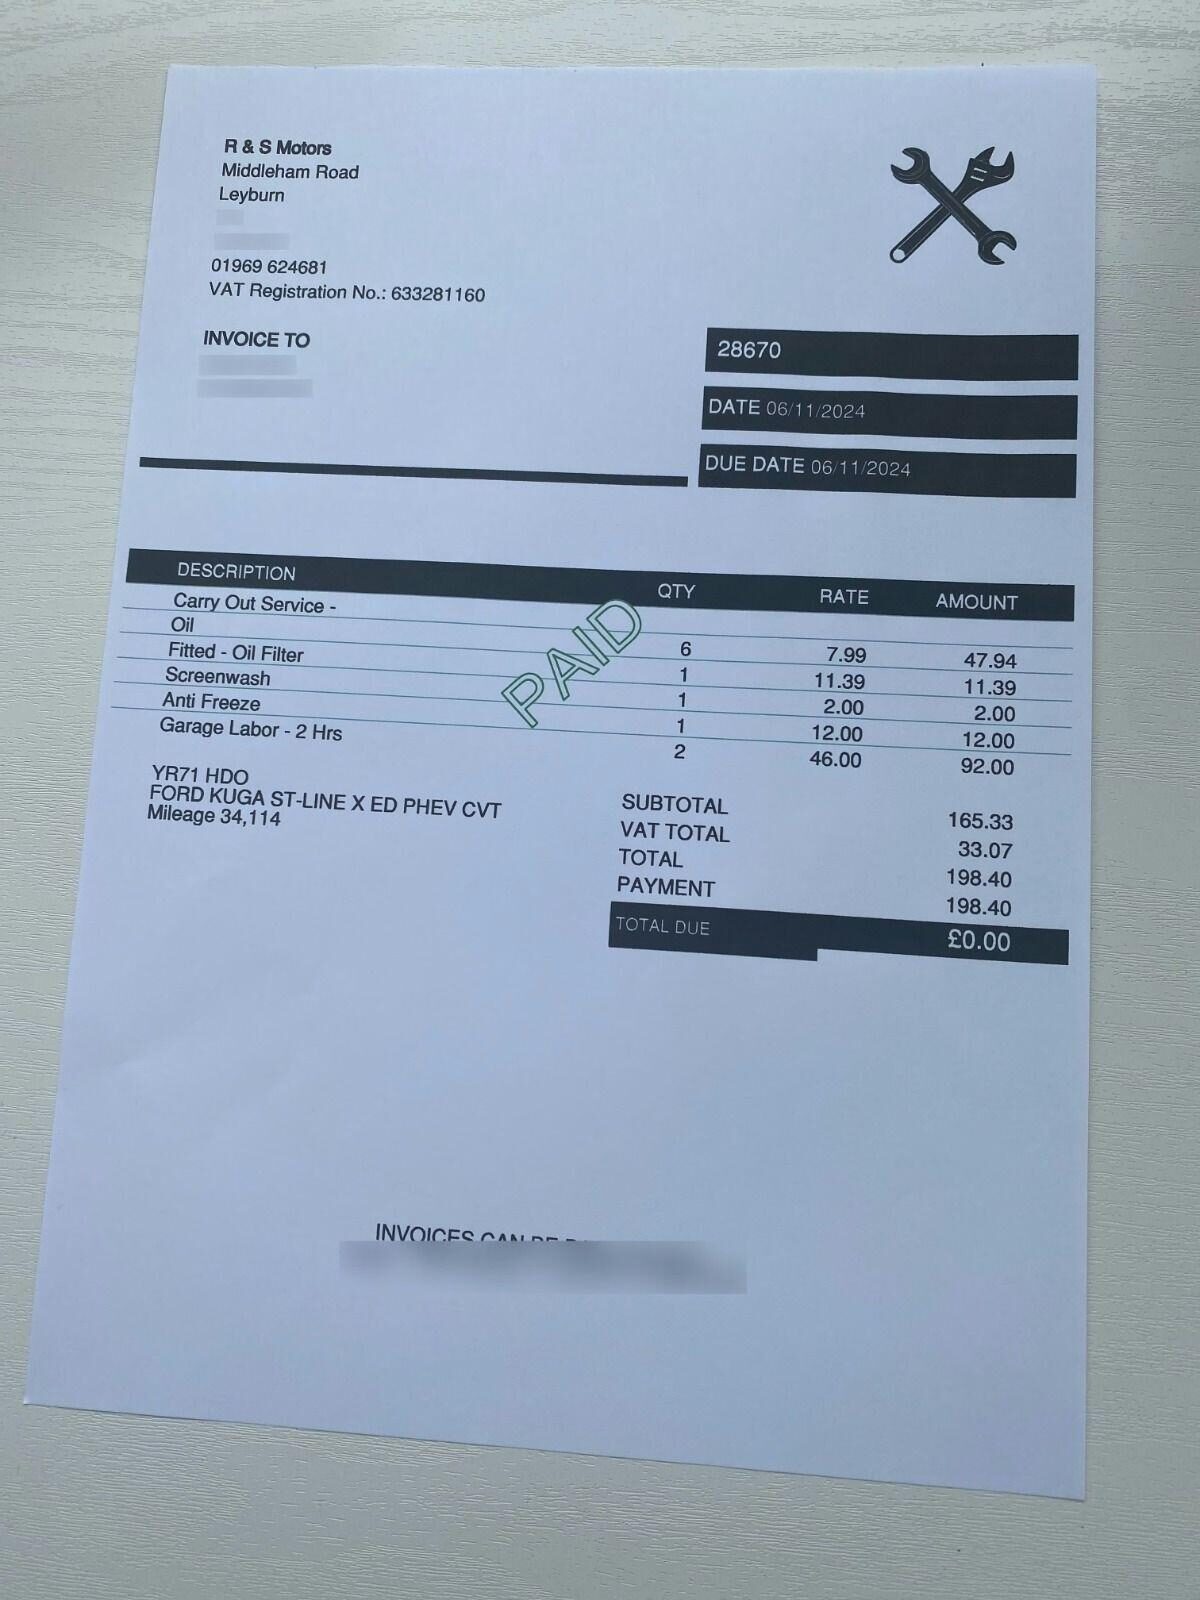 R & S Motors
Middleham Road
Leyburn
01969 624681
VAT Registration No.: 633281160
INVOICE TO
28670
DATE 06/11/2024
DUE DATE 06/11/2024
DESCRIPTION QTY RATE AMOUNT
Carry Out Service -
Oil 6 7.99 47.94
Fitted - Oil Filter 1 11.39 11.39
Screenwash 1 2.00 2.00
Anti Freeze 1 12.00 12.00
Garage Labor - 2 Hrs 2 46.00 92.00
PAID
YR71 HDO
FORD KUGA ST-LINE X ED PHEV CVT
Mileage 34,114
SUBTOTAL 165.33
VAT TOTAL 33.07
TOTAL 198.40
PAYMENT 198.40
TOTAL DUE £0.00
INVOICES CAN BE